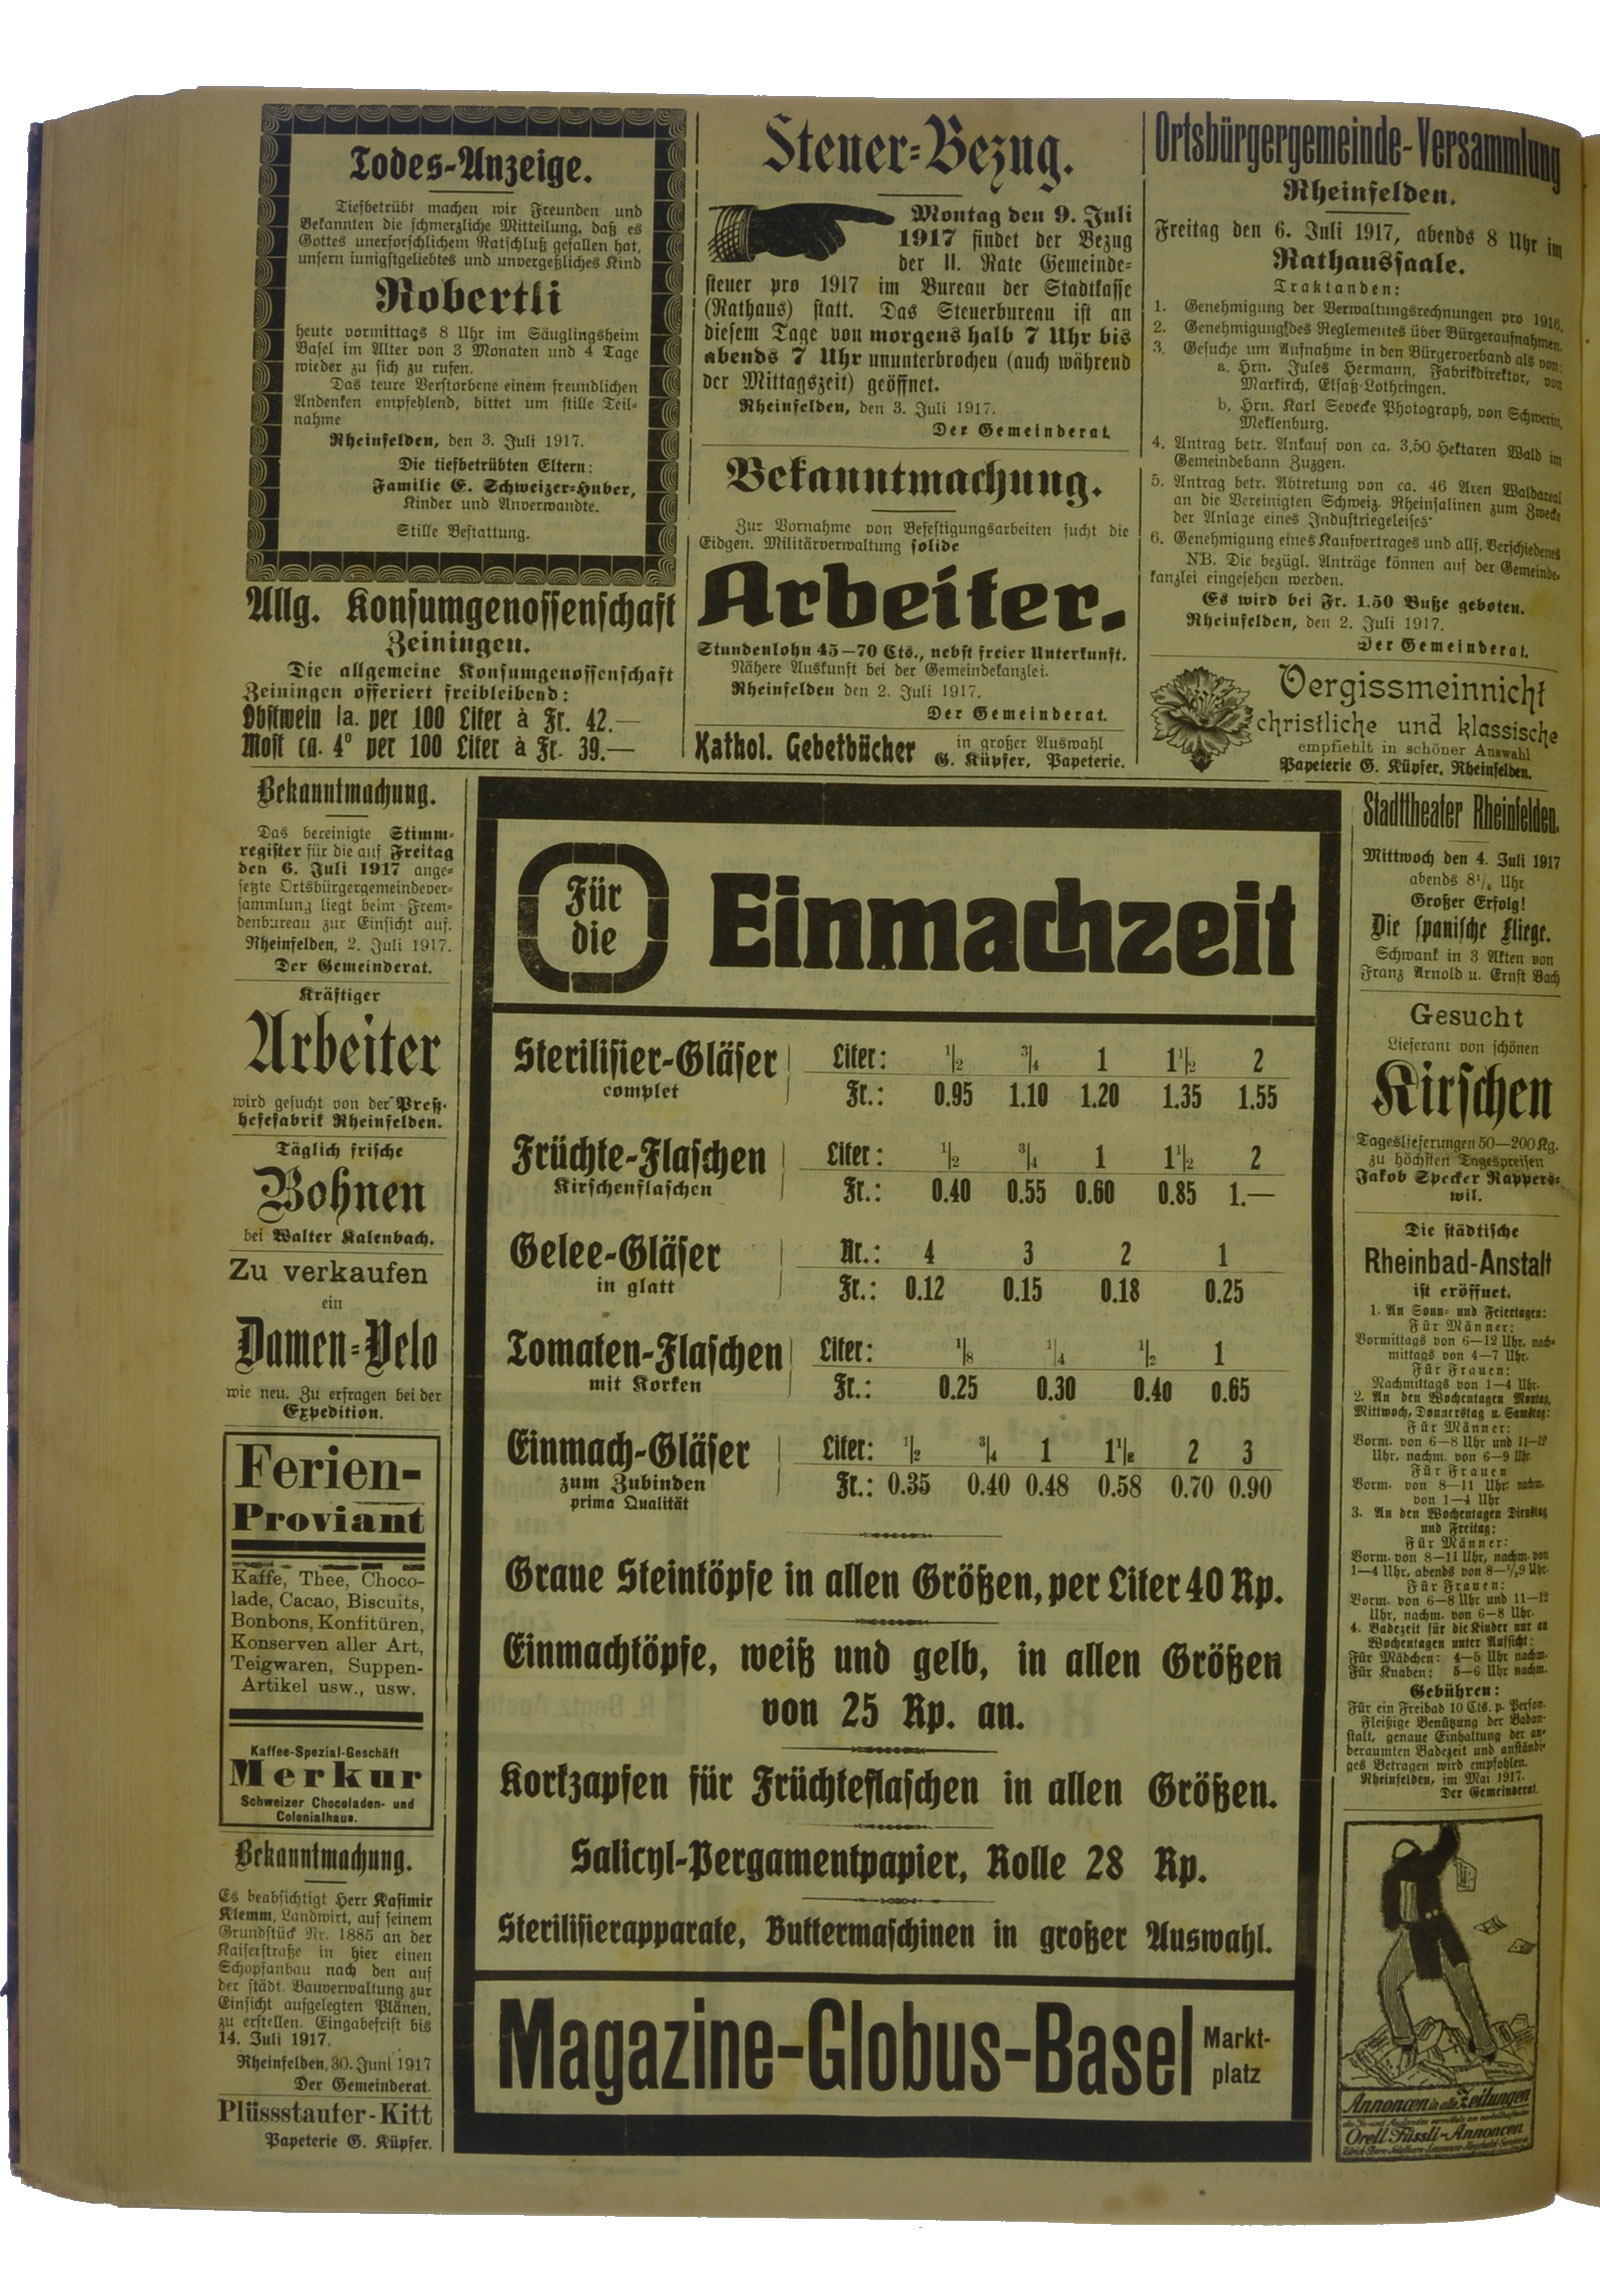 Todes-Anzeige.
Tiefbetrübt machen wir Freunden und
Bekannten die schmerzliche Mitteilung, daß es
Gottes unerforschlichem Ratschluß gefallen hat,
unsern innigstgeliebtes und unvergeßliches Kind
Robertli
heute vormittags 8 Uhr im Säuglingsheim
Basel im Alter von 3 Monaten und 4 Tage
wieder zu sich zu rufen.
Das teure Verstorbene einem freundlichen
Andenken empfehlend, bittet um stille Teil-
nahme
Rheinfelden, den 3. Juli 1917.
Die tiefbetrübten Eltern:
Familie E. Schweizer-Huber,
Kinder und Anverwandte.
Stille Bestattung.
Allg. Konsumgenossenschaft
Zeiningen.
Die allgemeine Konsumgenossenschaft
Zeiningen offeriert freibleibend:
Obstwein Ia. per 100 Liter à Fr. 42.—
Most ca. 4° per 100 Liter à Fr. 39.—
Steuer-Bezug.
Montag den 9. Juli
1917 findet der Bezug
der II. Rate Gemeinde-
steuer pro 1917 im Bureau der Stadtkasse
(Rathaus) statt. Das Steuerbureau ist an
diesem Tage von morgens halb 7 Uhr bis
abends 7 Uhr ununterbrochen (auch während
der Mittagszeit) geöffnet.
Rheinfelden, den 3. Juli 1917.
Der Gemeinderat.
Bekanntmachung.
Zur Vornahme von Befestigungsarbeiten sucht die
Eidgen. Militärverwaltung solide
Arbeiter.
Stundenlohn 45—70 Cts., nebst freier Unterkunft.
Nähere Auskunft bei der Gemeindekanzlei.
Rheinfelden den 2. Juli 1917.
Der Gemeinderat.
Kathol. Gebetbücher in großer Auswahl
G. Küpfer, Papeterie.
Ortsbürgergemeinde-Versammlung
Rheinfelden.
Freitag den 6. Juli 1917, abends 8 Uhr im
Rathaussaale.
Traktanden:
1. Genehmigung der Verwaltungsrechnungen pro 1916.
2. Genehmigung des Reglementes über Bürgeraufnahmen.
3. Gesuche um Aufnahme in den Bürgerverband als von:
a. Hrn. Jules Hermann, Fabrikdirektor, von
Markirch, Elsaß-Lothringen.
b. Hrn. Karl Sevecke Photograph, von Schwerin,
Meklenburg.
4. Antrag betr. Ankauf von ca. 3,50 Hektaren Wald im
Gemeindebann Zuzgen.
5. Antrag betr. Abtretung von ca. 46 Aren Waldareal
an die Vereinigten Schweiz. Rheinsalinen zum Zwecke
der Anlage eines Industriegeleises
6. Genehmigung eines Kaufvertrages und allf. Verschiedenes
NB. Die bezügl. Anträge können auf der Gemeinde-
kanzlei eingesehen werden.
Es wird bei Fr. 1.50 Buße geboten.
Rheinfelden, den 2. Juli 1917.
Der Gemeinderat.
Vergissmeinnicht
christliche und klassische
empfiehlt in schöner Auswahl
Papeterie G. Küpfer, Rheinfelden.
Bekanntmachung.
Das bereinigte Stimm-
register für die auf Freitag
den 6. Juli 1917 ange-
setzte Ortsbürgergemeindever-
sammlung liegt beim Frem-
denbureau zur Einsicht auf.
Rheinfelden, 2. Juli 1917.
Der Gemeinderat.
Kräftiger
Arbeiter
wird gesucht von der Preß-
hefefabrik Rheinfelden.
Täglich frische
Bohnen
bei Walter Kalenbach.
Zu verkaufen
ein
Damen-Velo
wie neu. Zu erfragen bei der
Expedition.
Ferien-
Proviant
Kaffe, Thee, Choco-
lade, Cacao, Biscuits,
Bonbons, Konfitüren,
Konserven aller Art,
Teigwaren, Suppen-
Artikel usw., usw.
Kaffee-Spezial-Geschäft
Merkur
Schweizer Chocoladen- und
Colonialhaus.
Bekanntmachung.
Es beabsichtigt Herr Kasimir
Klemm, Landwirt, auf seinem
Grundstück Nr. 1885 an der
Kaiserstraße in hier einen
Schopfanbau nach den auf
der städt. Bauverwaltung zur
Einsicht aufgelegten Plänen,
zu erstellen. Eingabefrist bis
14. Juli 1917.
Rheinfelden, 30. Juni 1917
Der Gemeinderat.
Plüssstaufer-Kitt
Papeterie G. Küpfer.
Für
die
Einmachzeit
Sterilisier-Gläser Liter: 1/2 3/4 1 1 1/2 2
complet Fr.: 0.95 1.10 1.20 1.35 1.55
Früchte-Flaschen Liter: 1/2 3/4 1 1 1/2 2
Kirschenflaschen Fr.: 0.40 0.55 0.60 0.85 1.—
Gelee-Gläser Nr.: 4 3 2 1
in glatt Fr.: 0.12 0.15 0.18 0.25
Tomaten-Flaschen Liter: 1/8 1/4 1/2 1
mit Korken Fr.: 0.25 0.30 0.40 0.65
Einmach-Gläser Liter: 1/2 3/4 1 1 1/2 2 3
zum Zubinden Fr.: 0.35 0.40 0.48 0.58 0.70 0.90
prima Qualität
Graue Steintöpfe in allen Größen, per Liter 40 Rp.
Einmachtöpfe, weiß und gelb, in allen Größen
von 25 Rp. an.
Korkzapfen für Früchteflaschen in allen Größen.
Salicyl-Pergamentpapier, Rolle 28 Rp.
Sterilisierapparate, Buttermaschinen in großer Auswahl.
Magazine-Globus-Basel Markt-
platz
Stadttheater Rheinfelden.
Mittwoch den 4. Juli 1917
abends 8 1/4 Uhr
Großer Erfolg!
Die spanische Fliege.
Schwank in 3 Akten von
Franz Arnold u. Ernst Bach
Gesucht
Lieferant von schönen
Kirschen
Tageslieferungen 50—200 Kg.
zu höchsten Tagespreisen
Jakob Specker Rappers-
wil.
Die städtische
Rheinbad-Anstalt
ist eröffnet.
1. An Sonn- und Feiertagen:
Für Männer:
Vormittags von 6—12 Uhr, nach-
mittags von 4—7 Uhr.
Für Frauen:
Nachmittags von 1—4 Uhr.
2. An den Wochentagen Montag,
Mittwoch, Donnerstag u. Samstag:
Für Männer:
Vorm. von 6—8 Uhr und 11—12
Uhr, nachm. von 6—9 Uhr.
Für Frauen
Vorm. von 8—11 Uhr, nachm.
von 1—4 Uhr
3. An den Wochentagen Dienstag
und Freitag:
Für Männer:
Vorm. von 8—11 Uhr, nachm. von
1—4 Uhr, abends von 8—1/29 Uhr.
Für Frauen:
Vorm. von 6—8 Uhr und 11—12
Uhr, nachm. von 6—8 Uhr.
4. Badezeit für die Kinder nur an
Wochentagen unter Aufsicht:
Für Mädchen: 4—5 Uhr nachm.
Für Knaben: 5—6 Uhr nachm.
Gebühren:
Für ein Freibad 10 Cts. p. Person.
Fleißige Benützung der Badan-
stalt, genaue Einhaltung der an-
beraumten Badezeit und anständi-
ges Betragen wird empfohlen.
Rheinfelden, im Mai 1917.
Der Gemeinderat.
Annoncen in alle Zeitungen
Orell Füssli-Annoncen